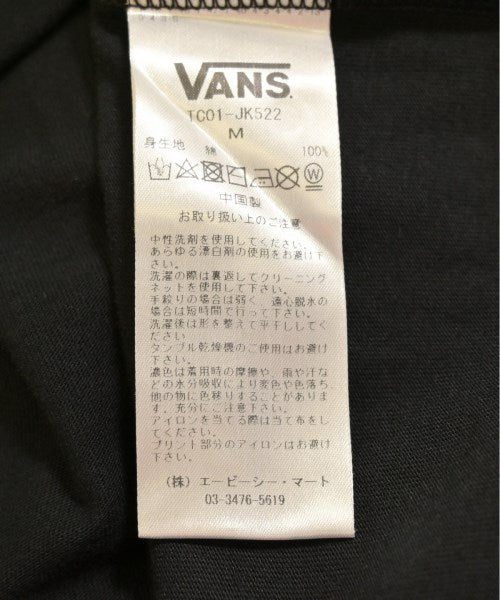 VANS
TC01-JK522
M
身生地 綿 100%
中国製
お取り扱い上のご注意
中性洗剤を使用してください。
あらゆる漂白剤の使用をお避け下さい。
洗濯の際は裏返してクリーニング
ネットを使用して下さい。
手絞りの場合は弱く、遠心脱水の
場合は短時間で行って下さい。
洗濯後は形を整えて平干ししてく
ださい
タンブル乾燥機のご使用はお避け
下さい。
濃色は着用時の摩擦や、雨や汗な
どの水分吸収により変色や色落ち、
他の物に色移りすることがありま
す。充分にご注意下さい。
アイロンを当てる際は当て布をし
てください。
プリント部分のアイロンはお避け
下さい。
(株) エービーシー・マート
03-3476-5619